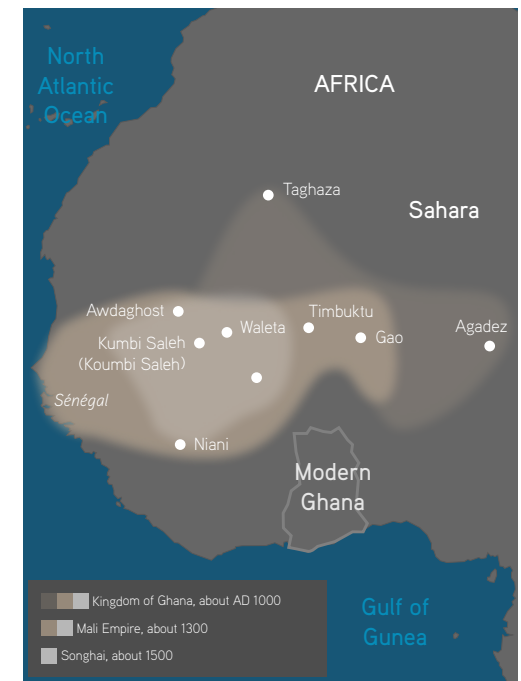 North
Atlantic
Ocean
AFRICA
Taghaza
Sahara
Awdaghost
Timbuktu
Waleta
Agadez
Kumbi Saleh
(Koumbi Saleh)
Gao
Sénégal
Niani
Modern
Ghana
Kingdom of Ghana, about AD 1000
Mali Empire, about 1300
Songhai, about 1500
Gulf of
Gunea